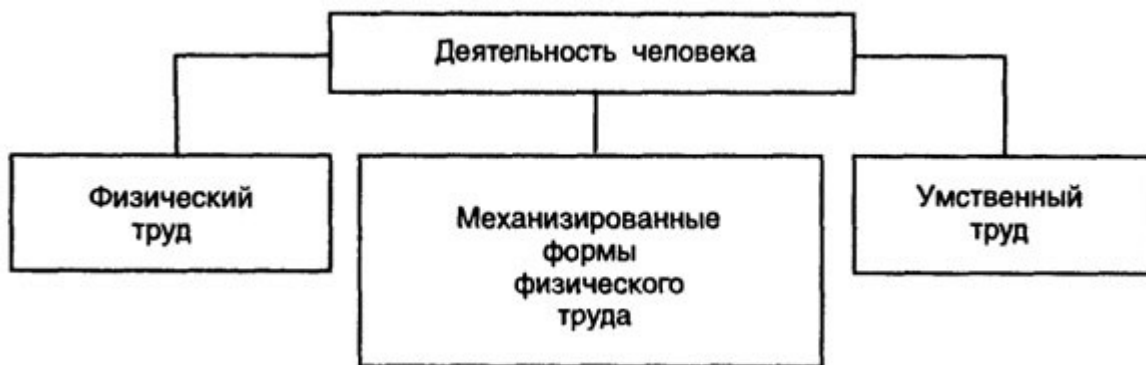 Деятельность человека
Физический
труд
Механизированные
формы
физического
труда
Умственный
труд